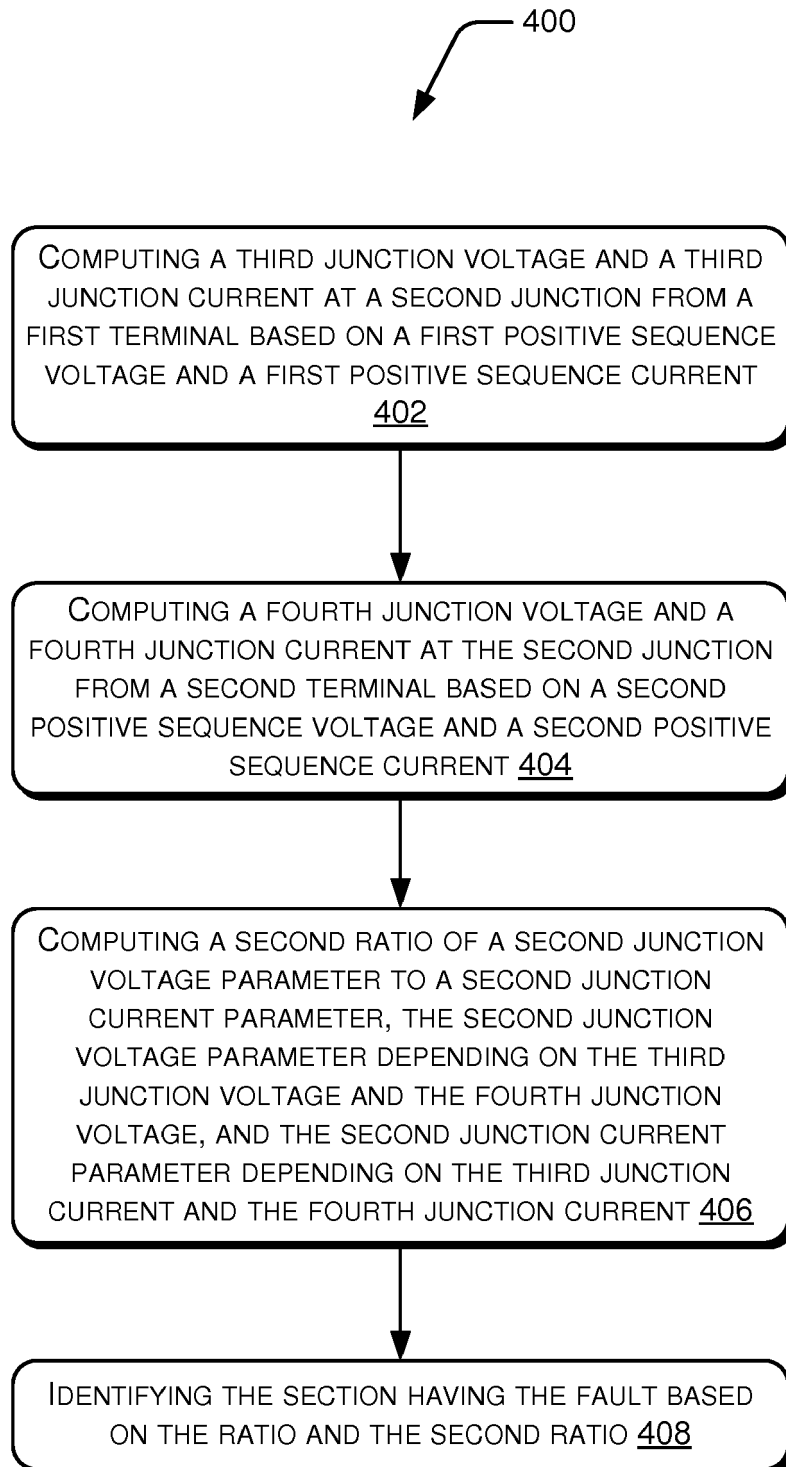 400
COMPUTING A THIRD JUNCTION VOLTAGE AND A THIRD
JUNCTION CURRENT AT A SECOND JUNCTION FROM A
FIRST TERMINAL BASED ON A FIRST POSITIVE SEQUENCE
VOLTAGE AND A FIRST POSITIVE SEQUENCE CURRENT
402
COMPUTING A FOURTH JUNCTION VOLTAGE AND A
FOURTH JUNCTION CURRENT AT THE SECOND JUNCTION
FROM A SECOND TERMINAL BASED ON A SECOND
POSITIVE SEQUENCE VOLTAGE AND A SECOND POSITIVE
SEQUENCE CURRENT 404
COMPUTING A SECOND RATIO OF A SECOND JUNCTION
VOLTAGE PARAMETER TO A SECOND JUNCTION
CURRENT PARAMETER, THE SECOND JUNCTION
VOLTAGE PARAMETER DEPENDING ON THE THIRD
JUNCTION VOLTAGE AND THE FOURTH JUNCTION
VOLTAGE, AND THE SECOND JUNCTION CURRENT
PARAMETER DEPENDING ON THE THIRD JUNCTION
CURRENT AND THE FOURTH JUNCTION CURRENT 406
IDENTIFYING THE SECTION HAVING THE FAULT BASED
ON THE RATIO AND THE SECOND RATIO 408